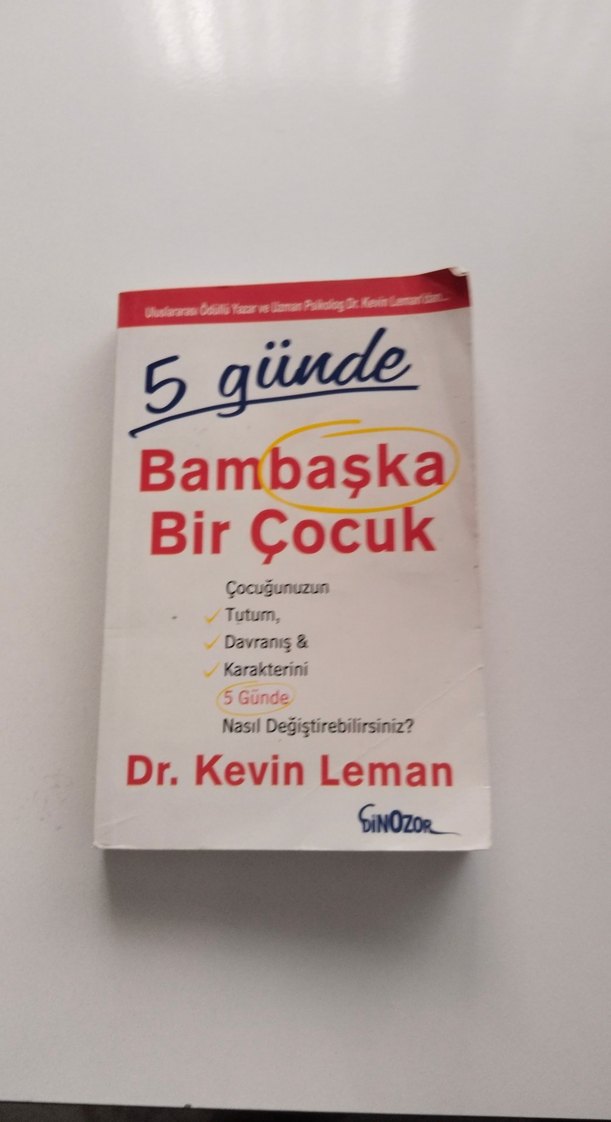 Uluslararası Ödüllü Yazar ve Uzman Psikolog Dr. Kevin Leman'dan...
5 günde
Bambaşka
Bir Çocuk
Çocuğunuzun
Tutum,
Davranış &
Karakterini
5 Günde
Nasıl Değiştirebilirsiniz?
Dr. Kevin Leman
DiNOZOR